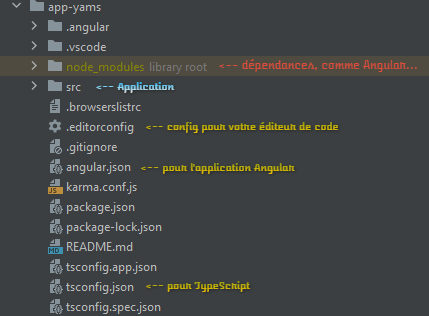 app-yams
.angular
.vscode
node_modules library root <-- dépendances, comme Angular...
src <-- Application
.browserslistrc
.editorconfig <-- config pour votre éditeur de code
.gitignore
angular.json <-- pour l'application Angular
JS karma.conf.js
package.json
package-lock.json
MD README.md
tsconfig.app.json
tsconfig.json <-- pour TypeScript
tsconfig.spec.json